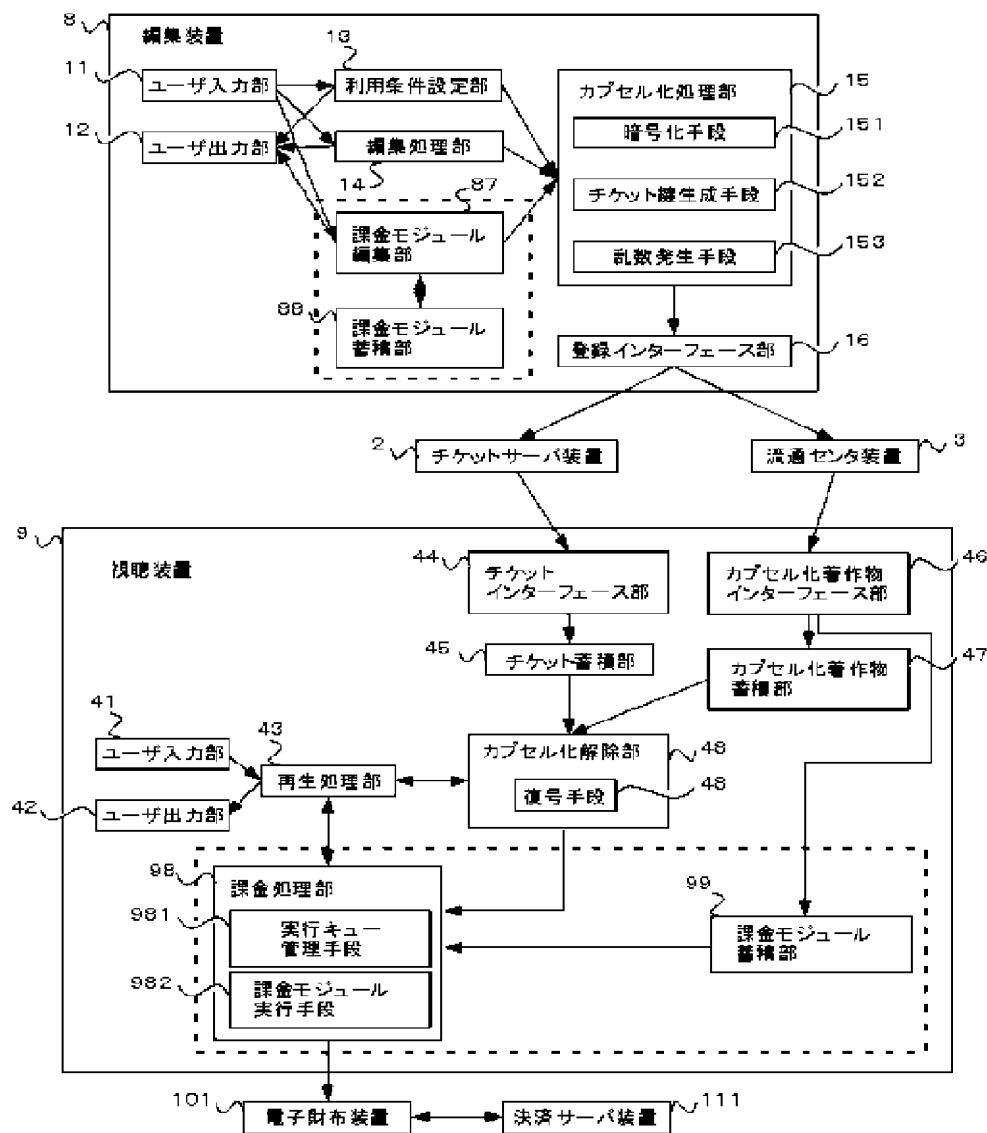 8
編集装置
11
ユーザ入力部
13
利用条件設定部
カプセル化処理部
15
12
ユーザ出力部
編集処理部
14
暗号化手段
151
87
課金モジュール
編集部
チケット鍵生成手段
152
乱数発生手段
153
88
課金モジュール
蓄積部
登録インターフェース部
16
2
チケットサーバ装置
流通センタ装置
3
9
視聴装置
44
チケット
インターフェース部
カプセル化著作物
インターフェース部
46
45
チケット蓄積部
カプセル化著作物
蓄積部
47
41
ユーザ入力部
43
再生処理部
カプセル化解除部
48
復号手段
48
42
ユーザ出力部
98
課金処理部
981
実行キュー
管理手段
982
課金モジュール
実行手段
99
課金モジュール
蓄積部
101
電子財布装置
決済サーバ装置
111